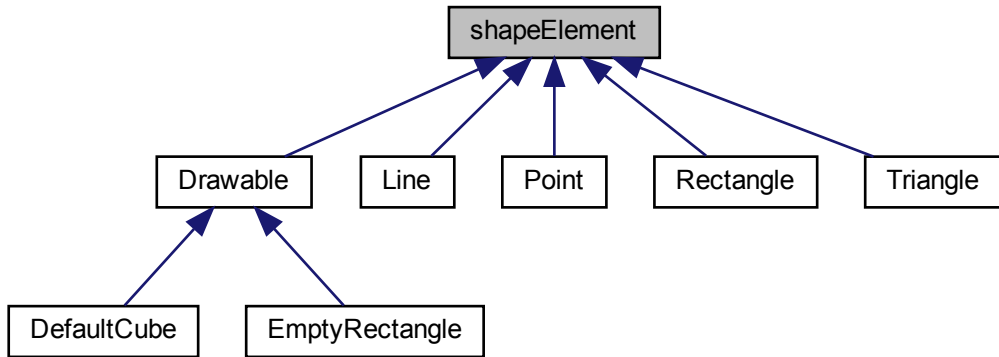 shapeElement
Drawable
Line
Point
Rectangle
Triangle
DefaultCube
EmptyRectangle